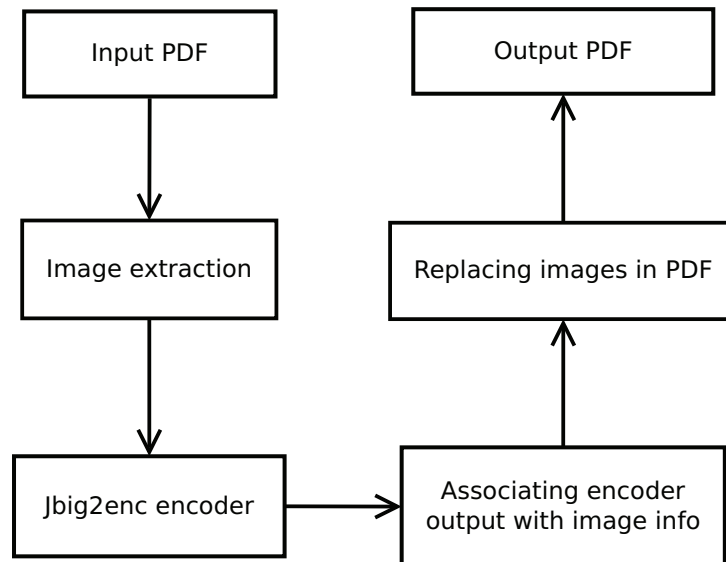 Input PDF
Image extraction
Jbig2enc encoder
Associating encoder
output with image info
Replacing images in PDF
Output PDF